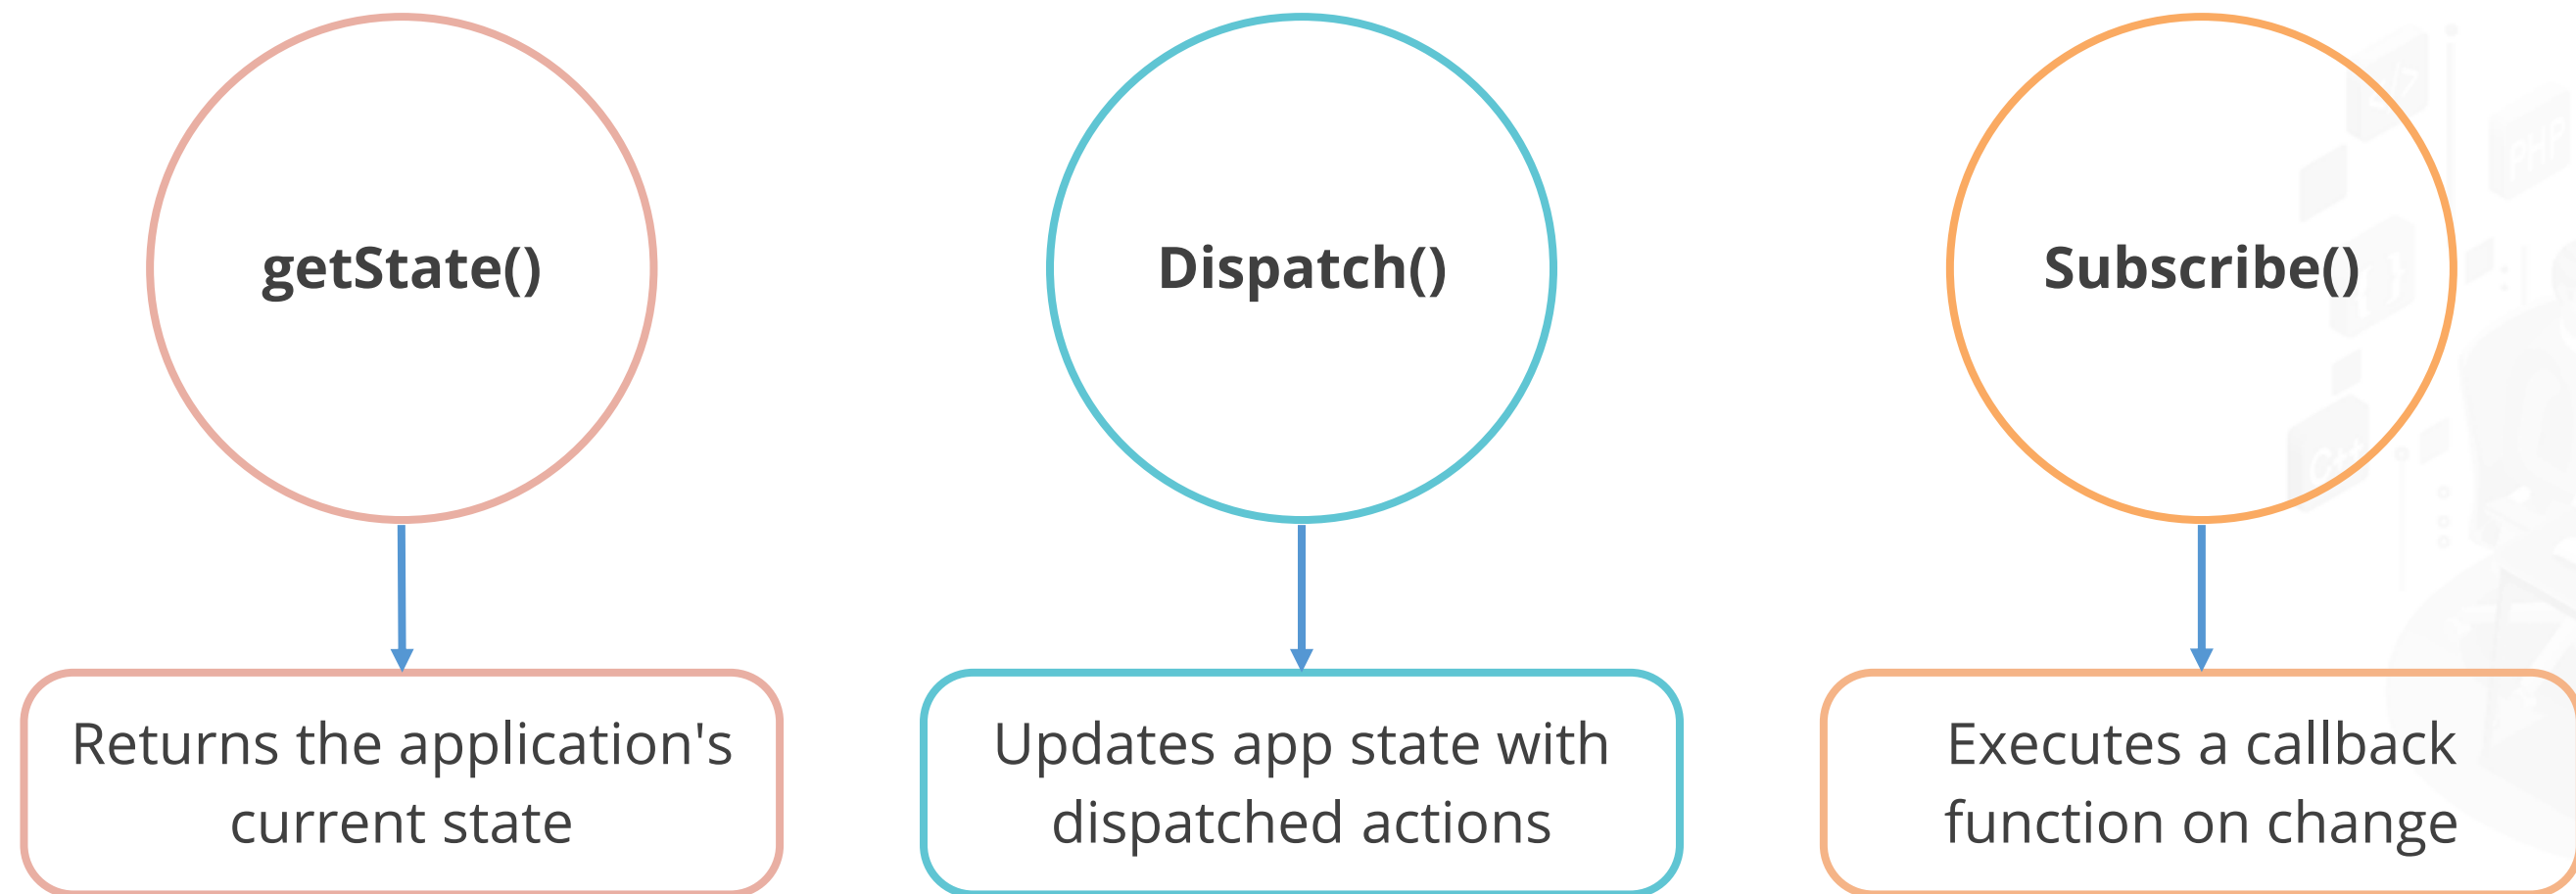 getState()
Dispatch()
Subscribe()
Returns the application's
current state
Updates app state with
dispatched actions
Executes a callback
function on change
PHP
C++